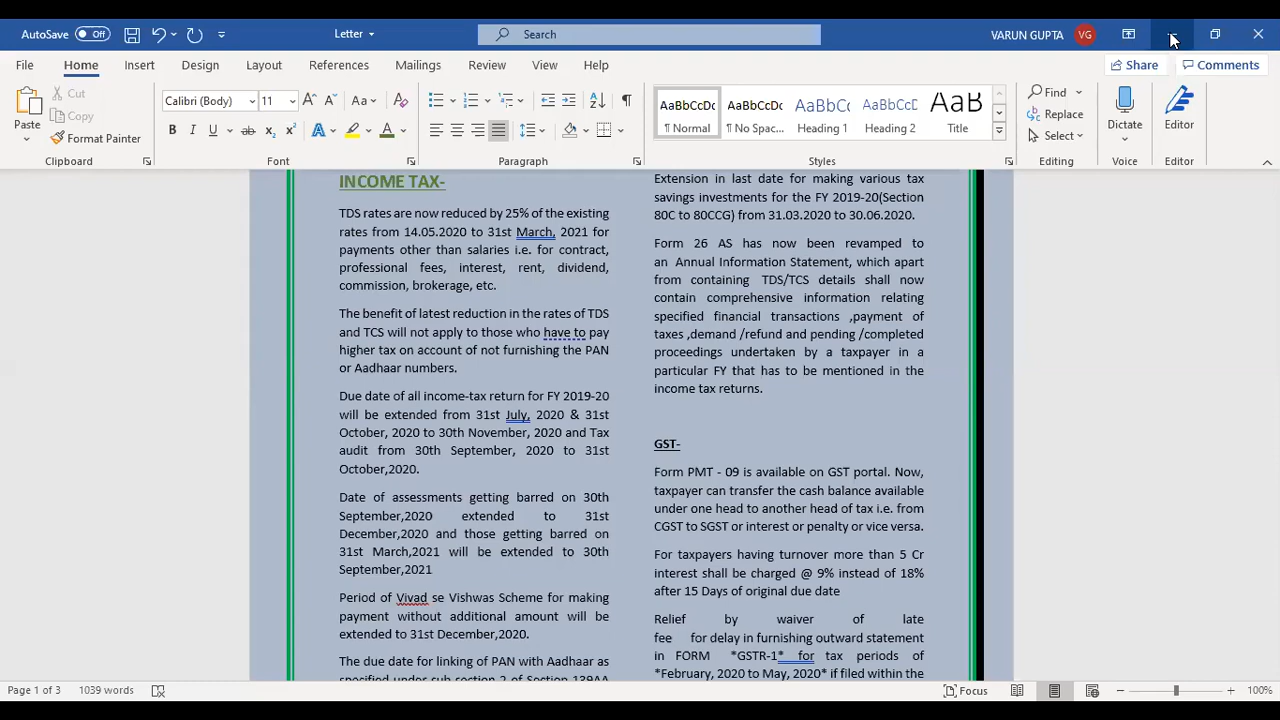 AutoSave Off Letter Search VARUN GUPTA VG
File Home Insert Design Layout References Mailings Review View Help Share Comments
Paste Cut Copy Format Painter
Clipboard
Calibri (Body) 11 Aa
B I U ab x₂ x² A A
Font
Paragraph
AaBbCcDc AaBbCcDc AaBbCc AaBbCcD AaB
¶ Normal ¶ No Spac... Heading 1 Heading 2 Title
Styles
Find
Replace
Select
Editing
Dictate
Voice
Editor
Editor
INCOME TAX-
TDS rates are now reduced by 25% of the existing
rates from 14.05.2020 to 31st March, 2021 for
payments other than salaries i.e. for contract,
professional fees, interest, rent, dividend,
commission, brokerage, etc.
The benefit of latest reduction in the rates of TDS
and TCS will not apply to those who have to pay
higher tax on account of not furnishing the PAN
or Aadhaar numbers.
Due date of all income-tax return for FY 2019-20
will be extended from 31st July, 2020 & 31st
October, 2020 to 30th November, 2020 and Tax
audit from 30th September, 2020 to 31st
October,2020.
Date of assessments getting barred on 30th
September,2020 extended to 31st
December,2020 and those getting barred on
31st March,2021 will be extended to 30th
September,2021
Period of Vivad se Vishwas Scheme for making
payment without additional amount will be
extended to 31st December,2020.
The due date for linking of PAN with Aadhaar as
specified under sub section 2 of Section 139AA
Extension in last date for making various tax
savings investments for the FY 2019-20(Section
80C to 80CCG) from 31.03.2020 to 30.06.2020.
Form 26 AS has now been revamped to
an Annual Information Statement, which apart
from containing TDS/TCS details shall now
contain comprehensive information relating
specified financial transactions ,payment of
taxes ,demand /refund and pending /completed
proceedings undertaken by a taxpayer in a
particular FY that has to be mentioned in the
income tax returns.
GST-
Form PMT - 09 is available on GST portal. Now,
taxpayer can transfer the cash balance available
under one head to another head of tax i.e. from
CGST to SGST or interest or penalty or vice versa.
For taxpayers having turnover more than 5 Cr
interest shall be charged @ 9% instead of 18%
after 15 Days of original due date
Relief by waiver of late
fee for delay in furnishing outward statement
in FORM *GSTR-1* for tax periods of
*February, 2020 to May, 2020* if filed within the
Page 1 of 3 1039 words Focus 100%